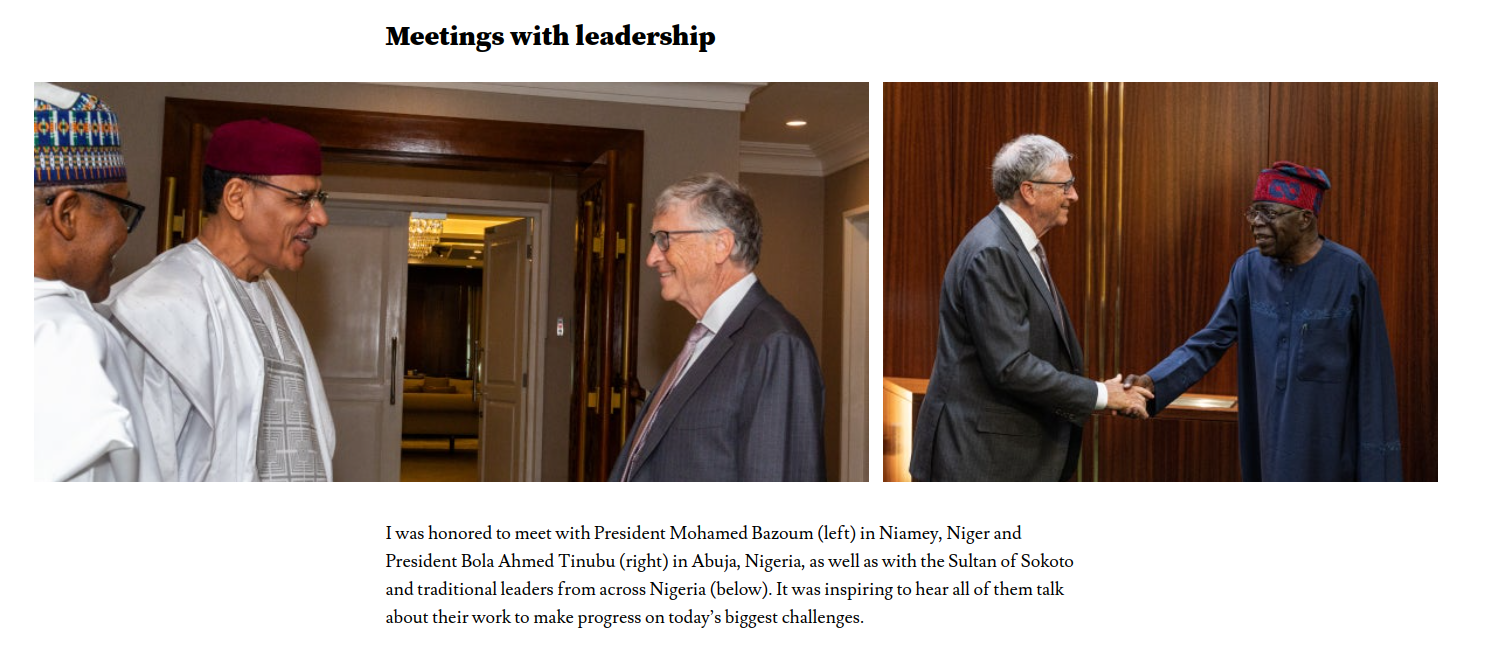 Meetings with leadership
I was honored to meet with President Mohamed Bazoum (left) in Niamey, Niger and
President Bola Ahmed Tinubu (right) in Abuja, Nigeria, as well as with the Sultan of Sokoto
and traditional leaders from across Nigeria (below). It was inspiring to hear all of them talk
about their work to make progress on today’s biggest challenges.